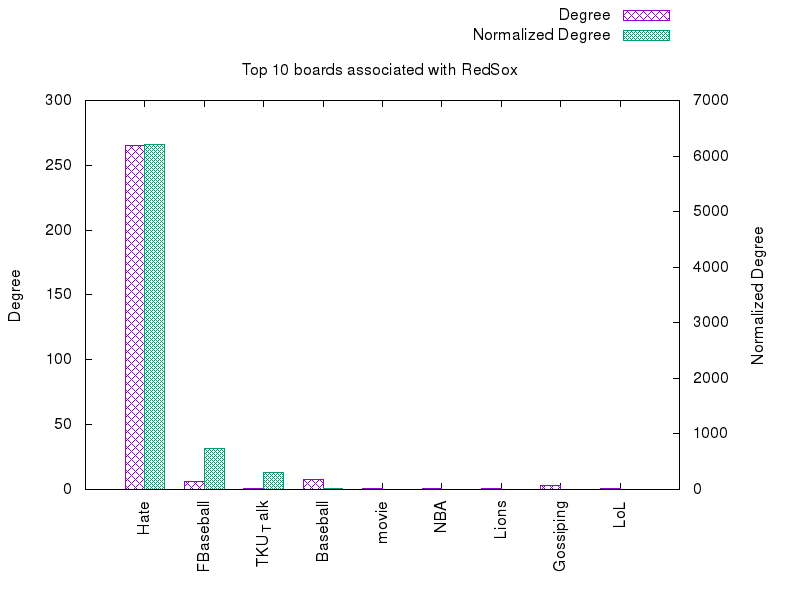 Degree
Normalized Degree
Top 10 boards associated with RedSox
300
250
200
150
100
50
0
7000
6000
5000
4000
3000
2000
1000
0
Degree
Normalized Degree
Hate
FBaseball
TKU_Talk
Baseball
movie
NBA
Lions
Gossiping
LoL